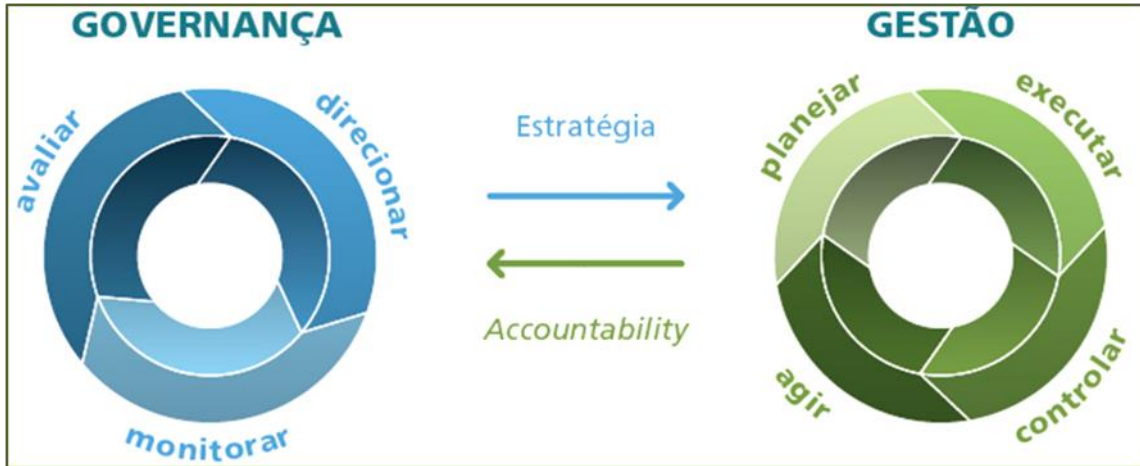 GOVERNANÇA
avaliar
direcionar
monitorar
Estratégia
Accountability
GESTÃO
planejar
executar
controlar
agir